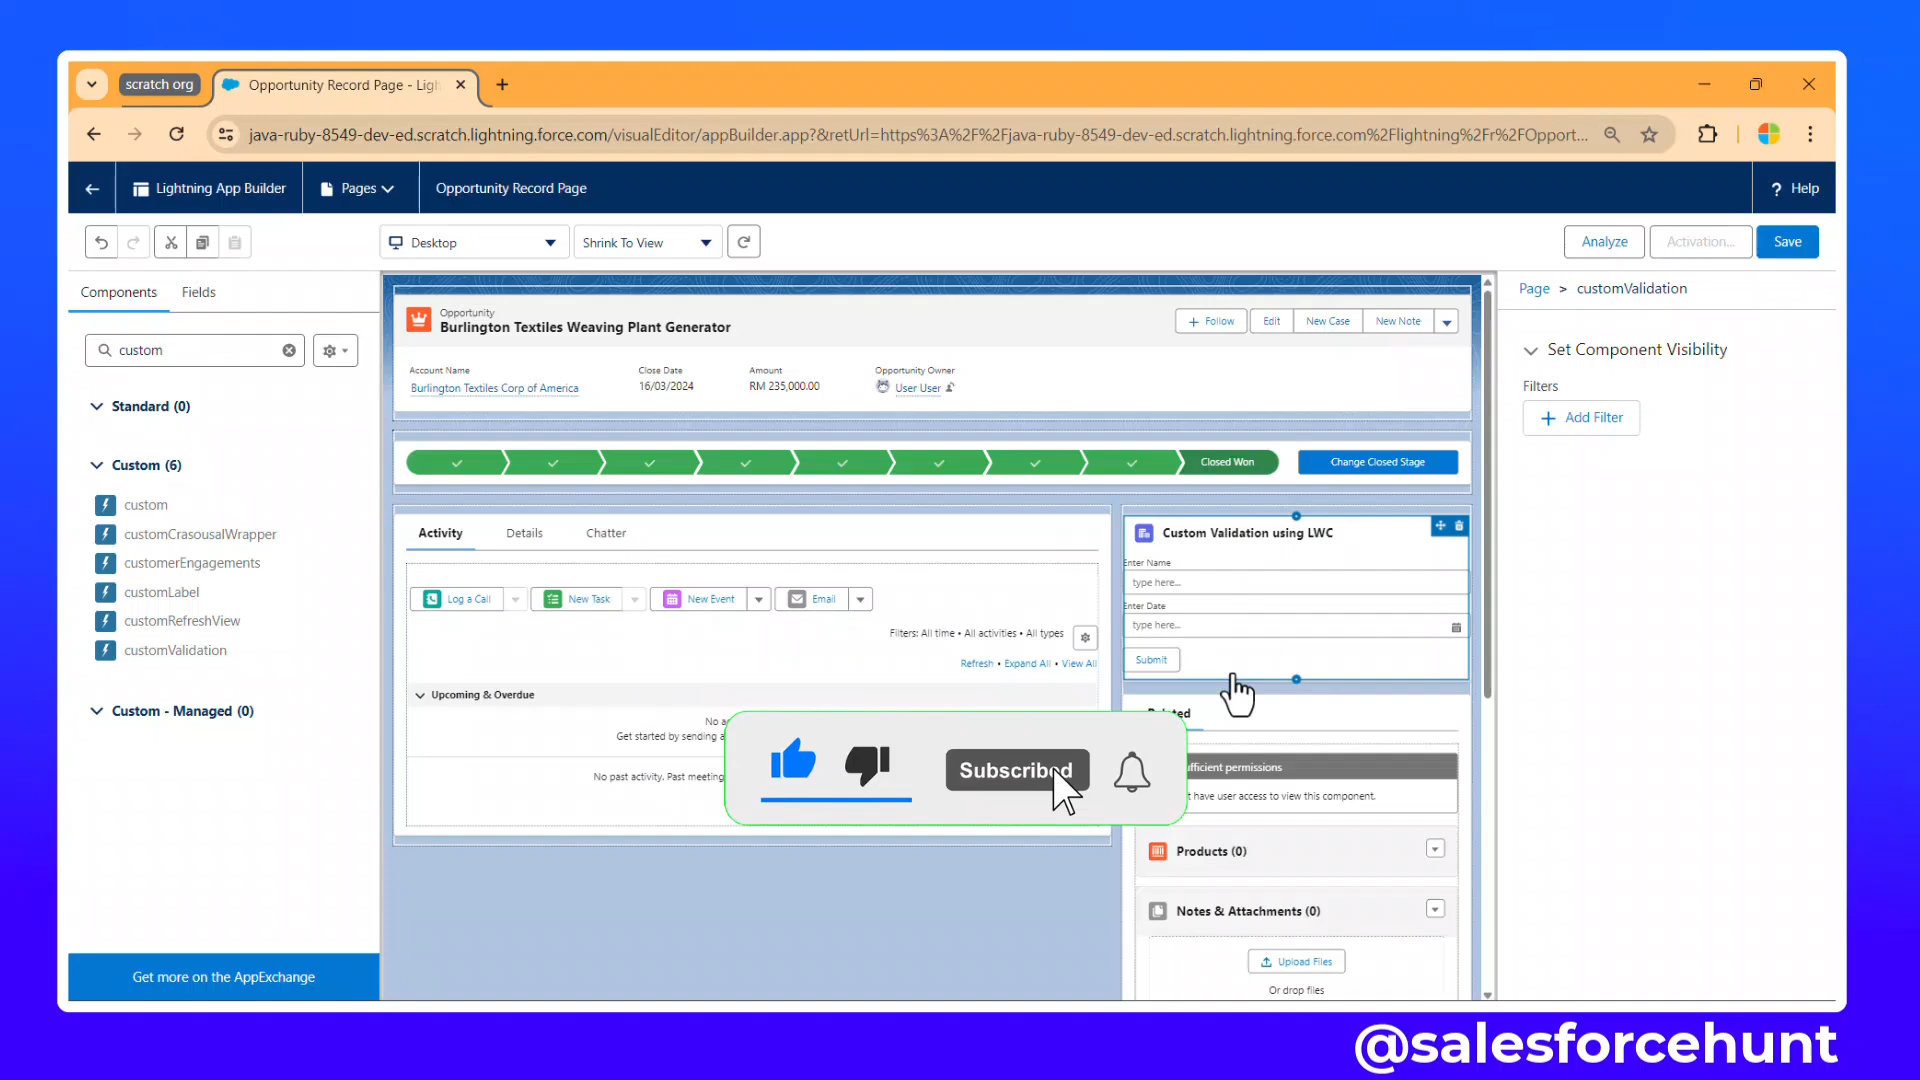 scratch org
Opportunity Record Page - Ligh
java-ruby-8549-dev-ed.scratch.lightning.force.com/visualEditor/appBuilder.app?&retUrl=https%3A%2F%2Fjava-ruby-8549-dev-ed.scratch.lightning.force.com%2Flightning%2Fr%2FOpport...
Lightning App Builder
Pages
Opportunity Record Page
? Help
Desktop
Shrink To View
Analyze
Activation...
Save
Components
Fields
custom
Standard (0)
Custom (6)
custom
customCrasousalWrapper
customerEngagements
customLabel
customRefreshView
customValidation
Custom - Managed (0)
Get more on the AppExchange
Opportunity
Burlington Textiles Weaving Plant Generator
+ Follow
Edit
New Case
New Note
Account Name
Burlington Textiles Corp of America
Close Date
16/03/2024
Amount
RM 235,000.00
Opportunity Owner
User User
Closed Won
Change Closed Stage
Activity
Details
Chatter
Log a Call
New Task
New Event
Email
Filters: All time • All activities • All types
Refresh • Expand All • View All
Upcoming & Overdue
No a
Get started by sending a
No past activity. Past meeting
Custom Validation using LWC
Enter Name
type here...
Enter Date
type here...
Submit
ufficient permissions
t have user access to view this component.
Products (0)
Notes & Attachments (0)
Upload Files
Or drop files
Page > customValidation
Set Component Visibility
Filters
+ Add Filter
Subscribed
@salesforcehunt